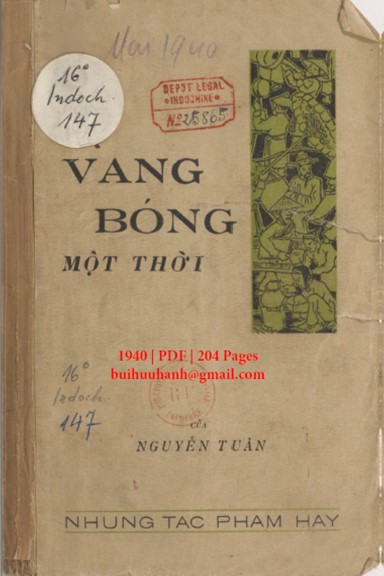 Mai 1940
16°
Indoch.
147
DEPOT LEGAL
INDOCHINE
Nº 25865
VANG
BÓNG
MỘT THỜI
1940 | PDF | 204 Pages
buihuuhanh@gmail.com
16°
Indoch.
147
CỦA
NGUYỄN TUÂN
NHUNG TAC PHAM HAY